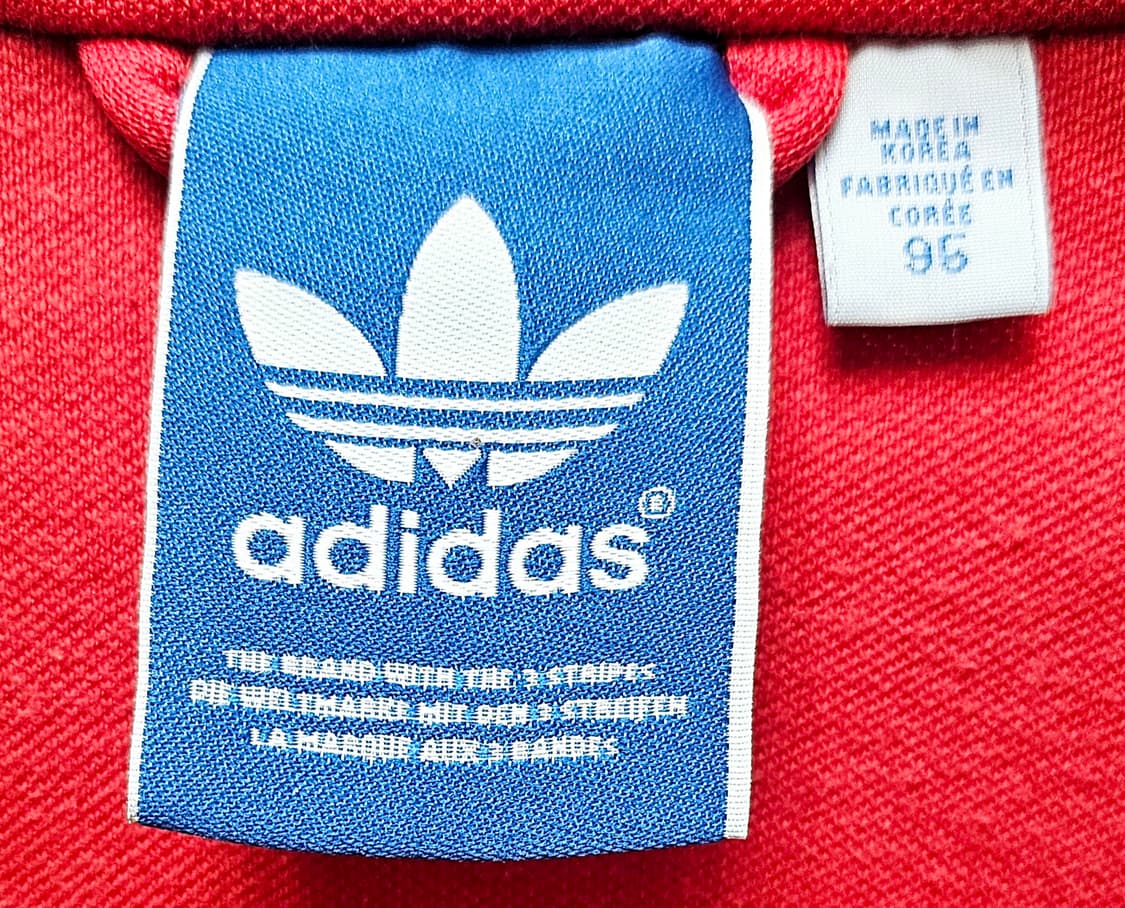 adidas®
THE BRAND WITH THE 3 STRIPES
DIE WELTMARKE MIT DEN 3 STREIFEN
LA MARQUE AUX 3 BANDES
MADE IN
KOREA
FABRIQUÉ EN
CORÉE
95